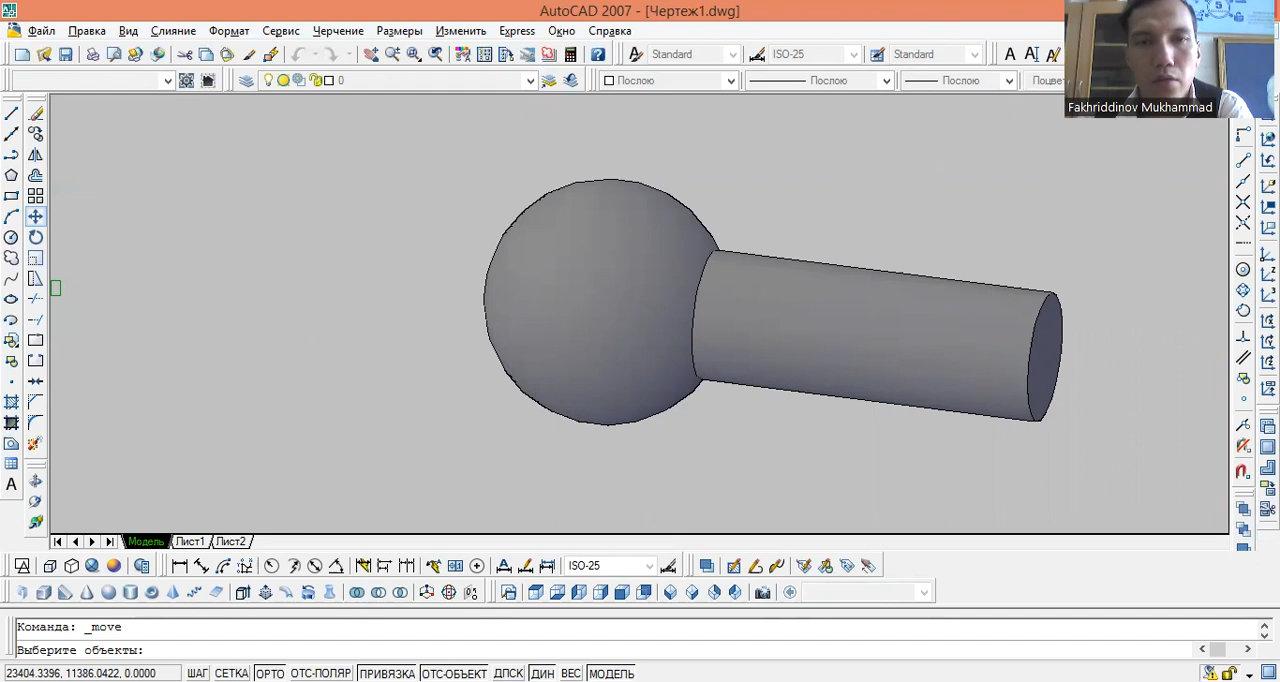 AutoCAD 2007 - [Чертеж1.dwg]
Файл Правка Вид Слияние Формат Сервис Черчение Размеры Изменить Express Окно Справка
Standard ISO-25 Standard
0 Послою Послою Послою Поцвет
Fakhriddinov Mukhammad
Модель Лист1 Лист2
ISO-25
Команда: _move
Выберите объекты:
23404.3396, 11386.0422, 0.0000 ШАГ СЕТКА ОРТО ОТС-ПОЛЯР ПРИВЯЗКА ОТС-ОБЪЕКТ ДПСК ДИН ВЕС МОДЕЛЬ